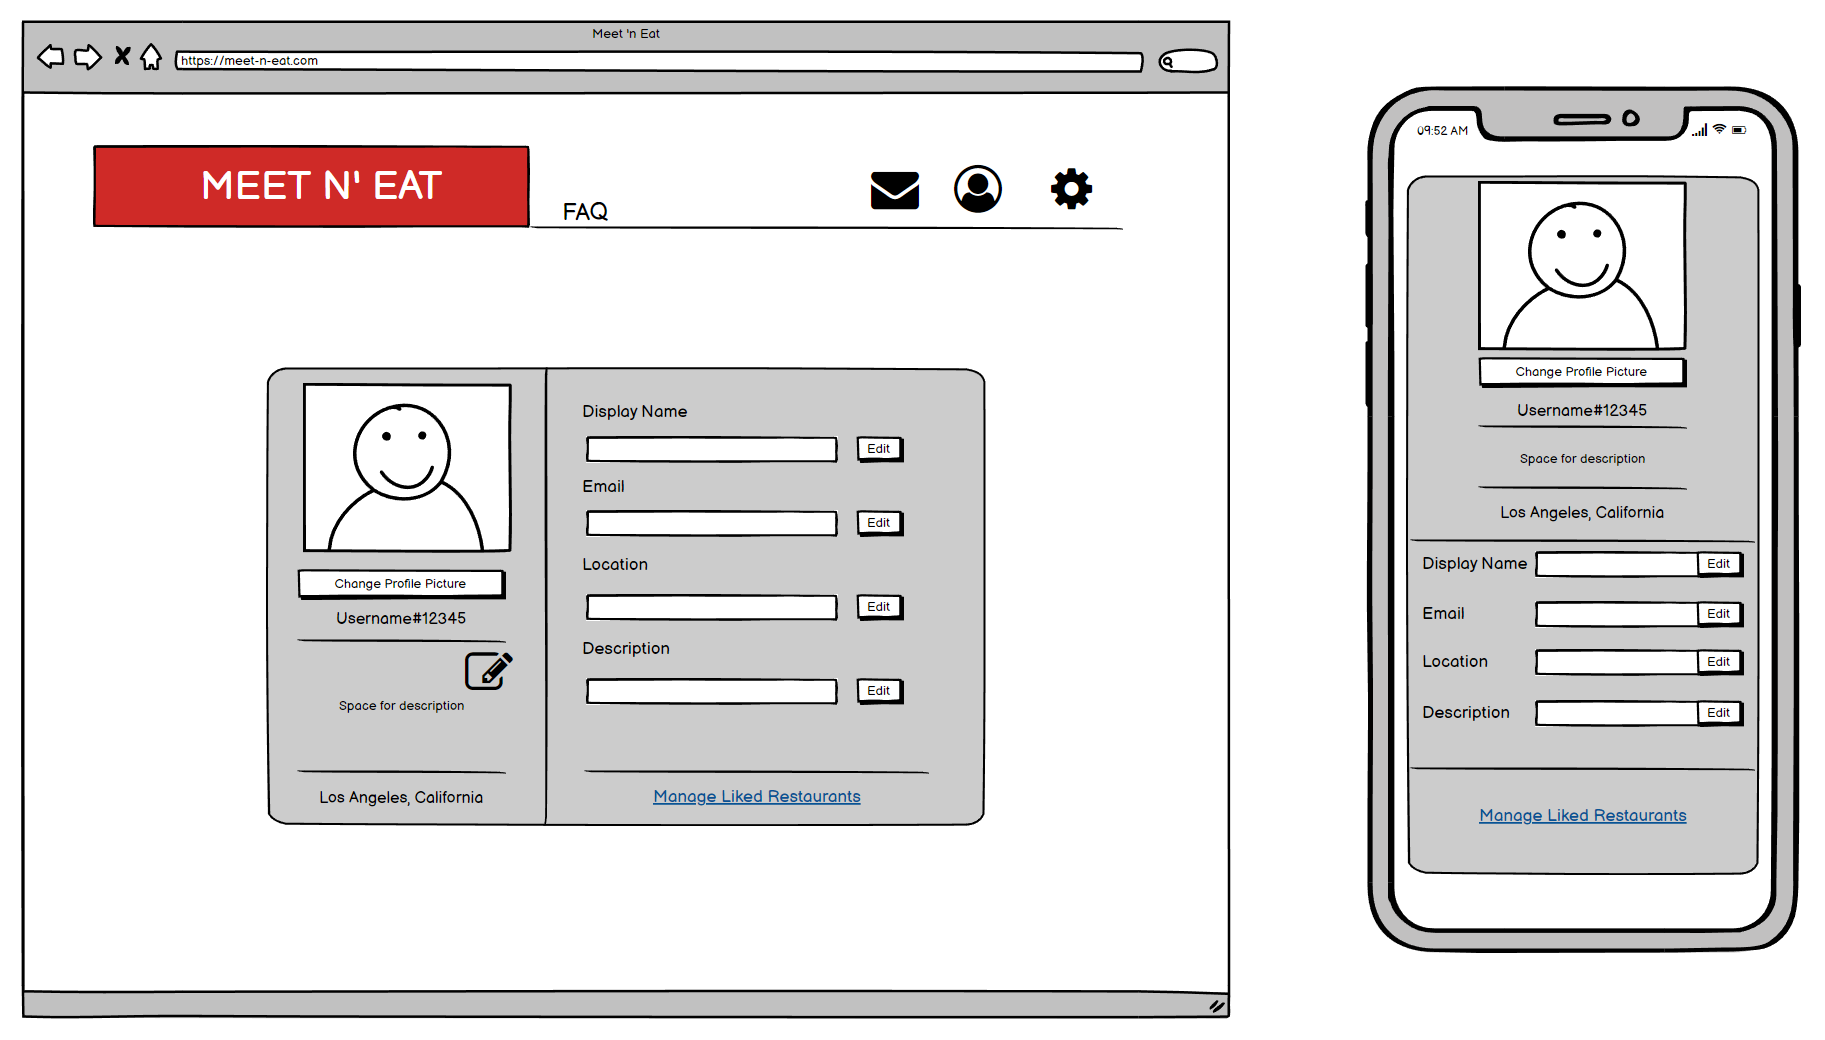 Meet 'n Eat
https://meet-n-eat.com
MEET N' EAT
FAQ
Change Profile Picture
Username#12345
Space for description
Los Angeles, California
Display Name
Edit
Email
Edit
Location
Edit
Description
Edit
Manage Liked Restaurants
09:52 AM
Change Profile Picture
Username#12345
Space for description
Los Angeles, California
Display Name Edit
Email Edit
Location Edit
Description Edit
Manage Liked Restaurants